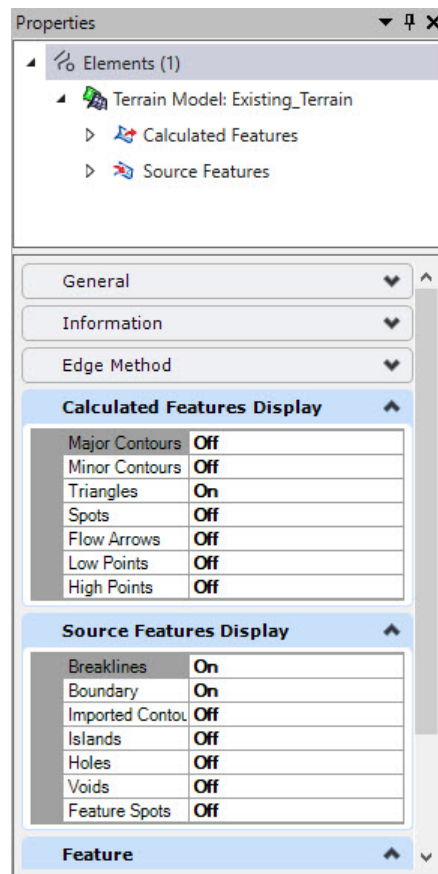 Properties
Elements (1)
Terrain Model: Existing_Terrain
Calculated Features
Source Features
General
Information
Edge Method
Calculated Features Display
Major Contours Off
Minor Contours Off
Triangles On
Spots Off
Flow Arrows Off
Low Points Off
High Points Off
Source Features Display
Breaklines On
Boundary On
Imported Contou Off
Islands Off
Holes Off
Voids Off
Feature Spots Off
Feature